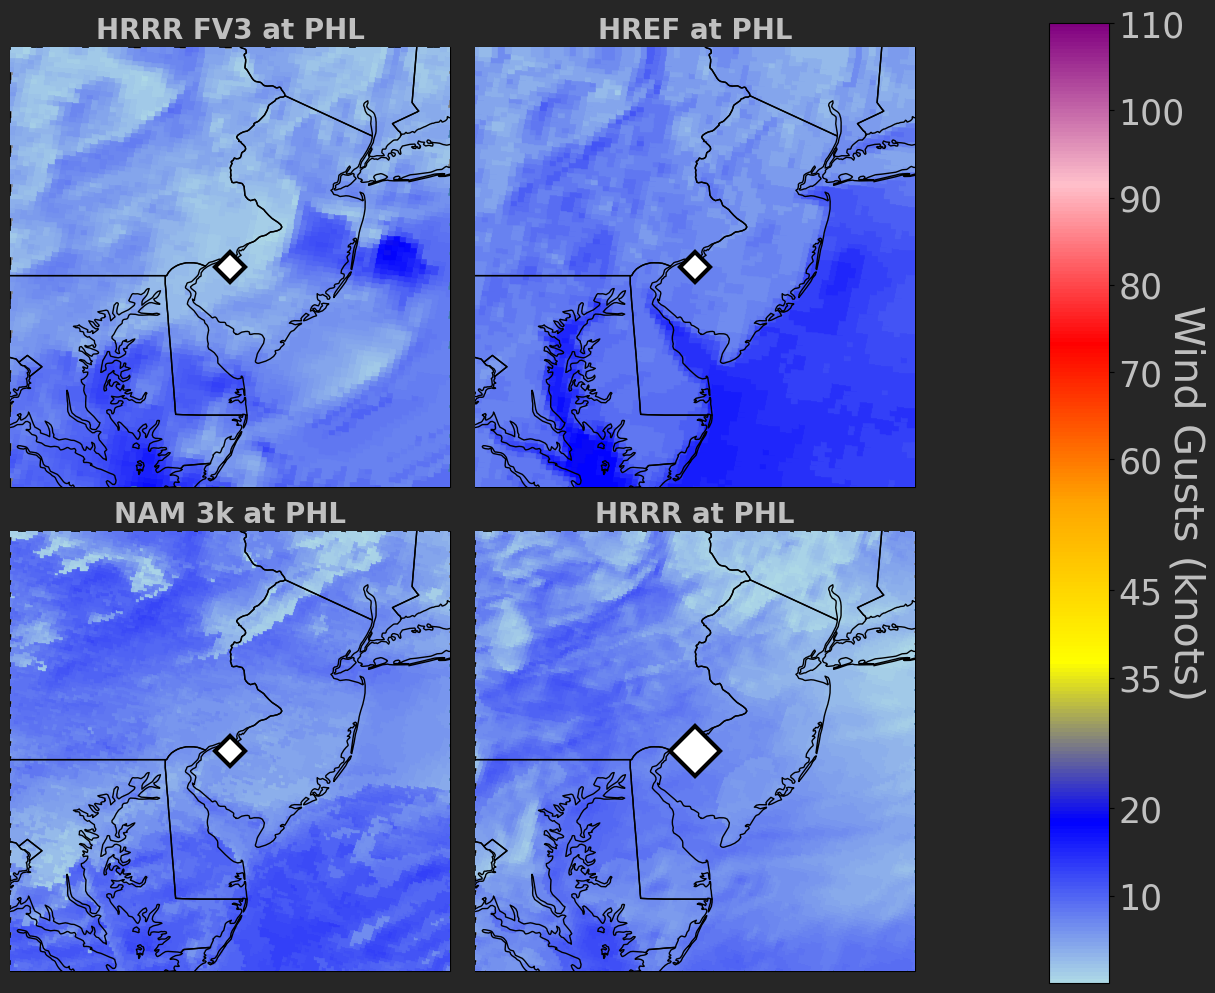 HRRR FV3 at PHL
HREF at PHL
NAM 3k at PHL
HRRR at PHL
110
100
90
80
70
60
45
35
20
10
Wind Gusts (knots)